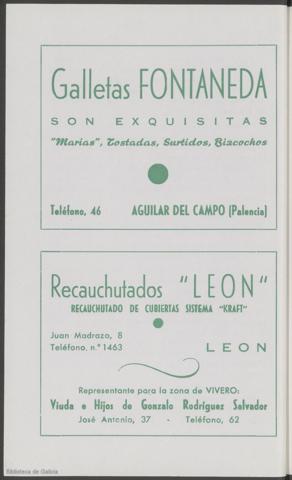 Galletas FONTANEDA
SON EXQUISITAS
"Marias", Tostadas, Surtidos, Bizcochos
Teléfono, 46 AGUILAR DEL CAMPO (Palencia)
Recauchutados "LEON"
RECAUCHUTADO DE CUBIERTAS SISTEMA "KRAFT"
Juan Madrazo, 8
Teléfono. n.º 1463
LEON
Representante para la zona de VIVERO:
Viuda e Hijos de Gonzalo Rodríguez Salvador
José Antonio, 37 - Teléfono, 62
Biblioteca de Galicia